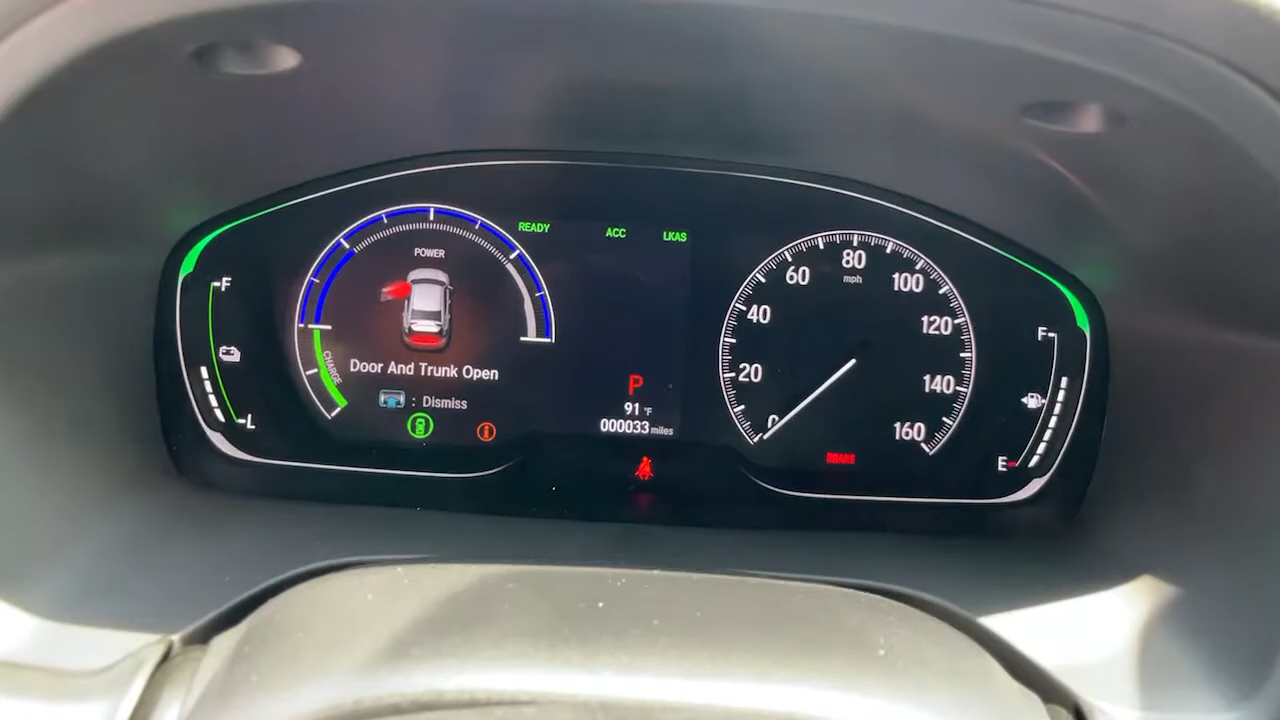 READY ACC LKAS
POWER
CHARGE
Door And Trunk Open
: Dismiss
F
L
P
91 °F
000033 miles
0
20
40
60
80
100
120
140
160
mph
BRAKE
F
E